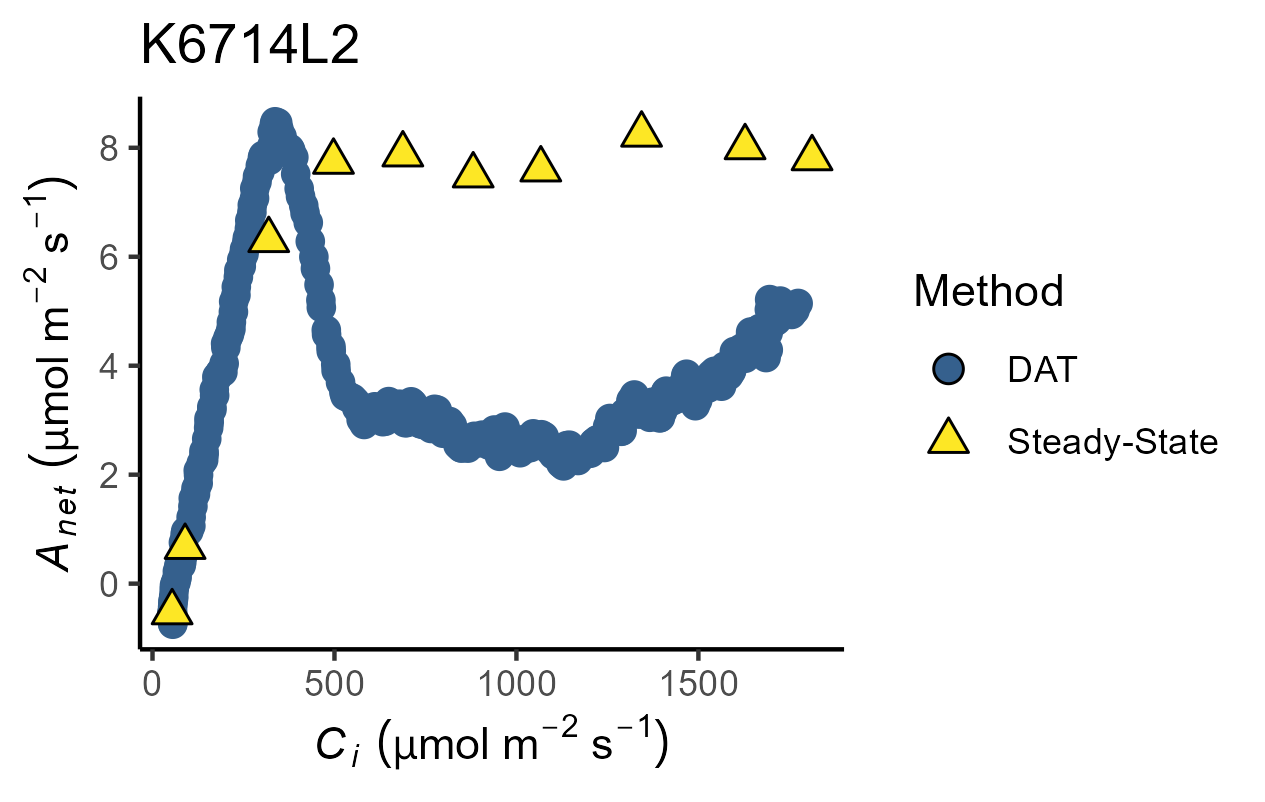 K6714L2
8
6
4
2
0
A_net (µmol m⁻² s⁻¹)
0 500 1000 1500
C_i (µmol m⁻² s⁻¹)
Method
DAT
Steady-State